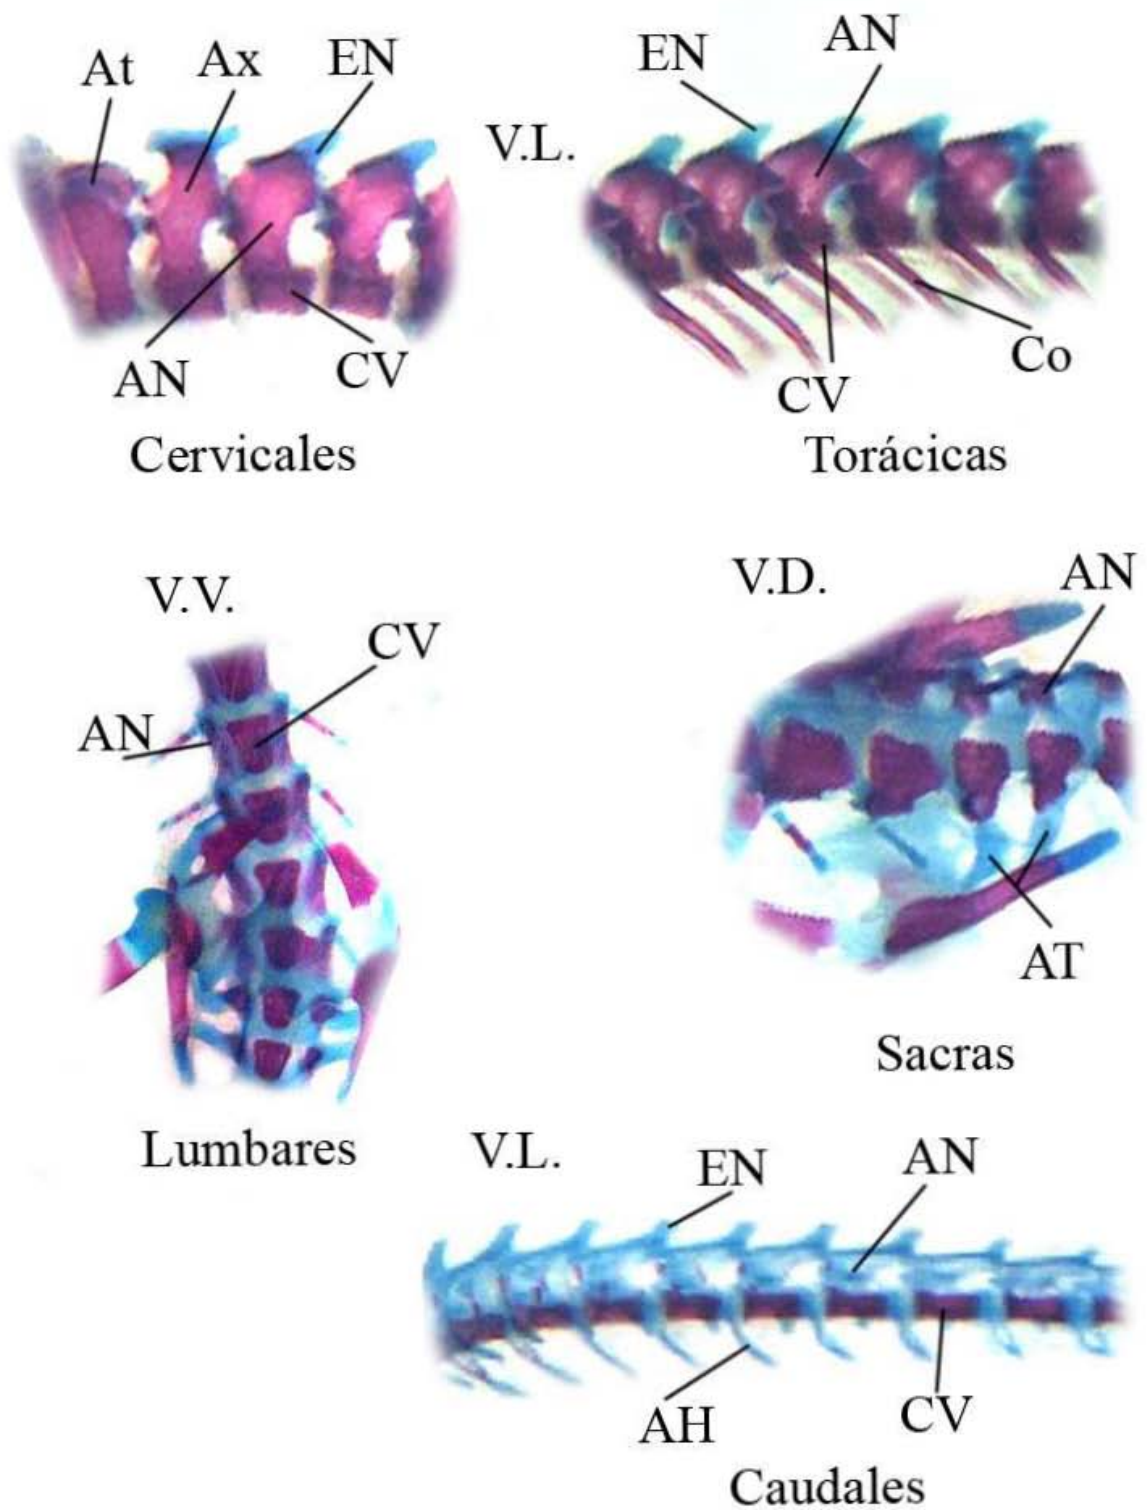 At
Ax
EN
AN
CV
Cervicales
V.L.
EN
AN
CV
Co
Torácicas
V.V.
CV
AN
Lumbares
V.D.
AN
AT
Sacras
V.L.
EN
AN
AH
CV
Caudales